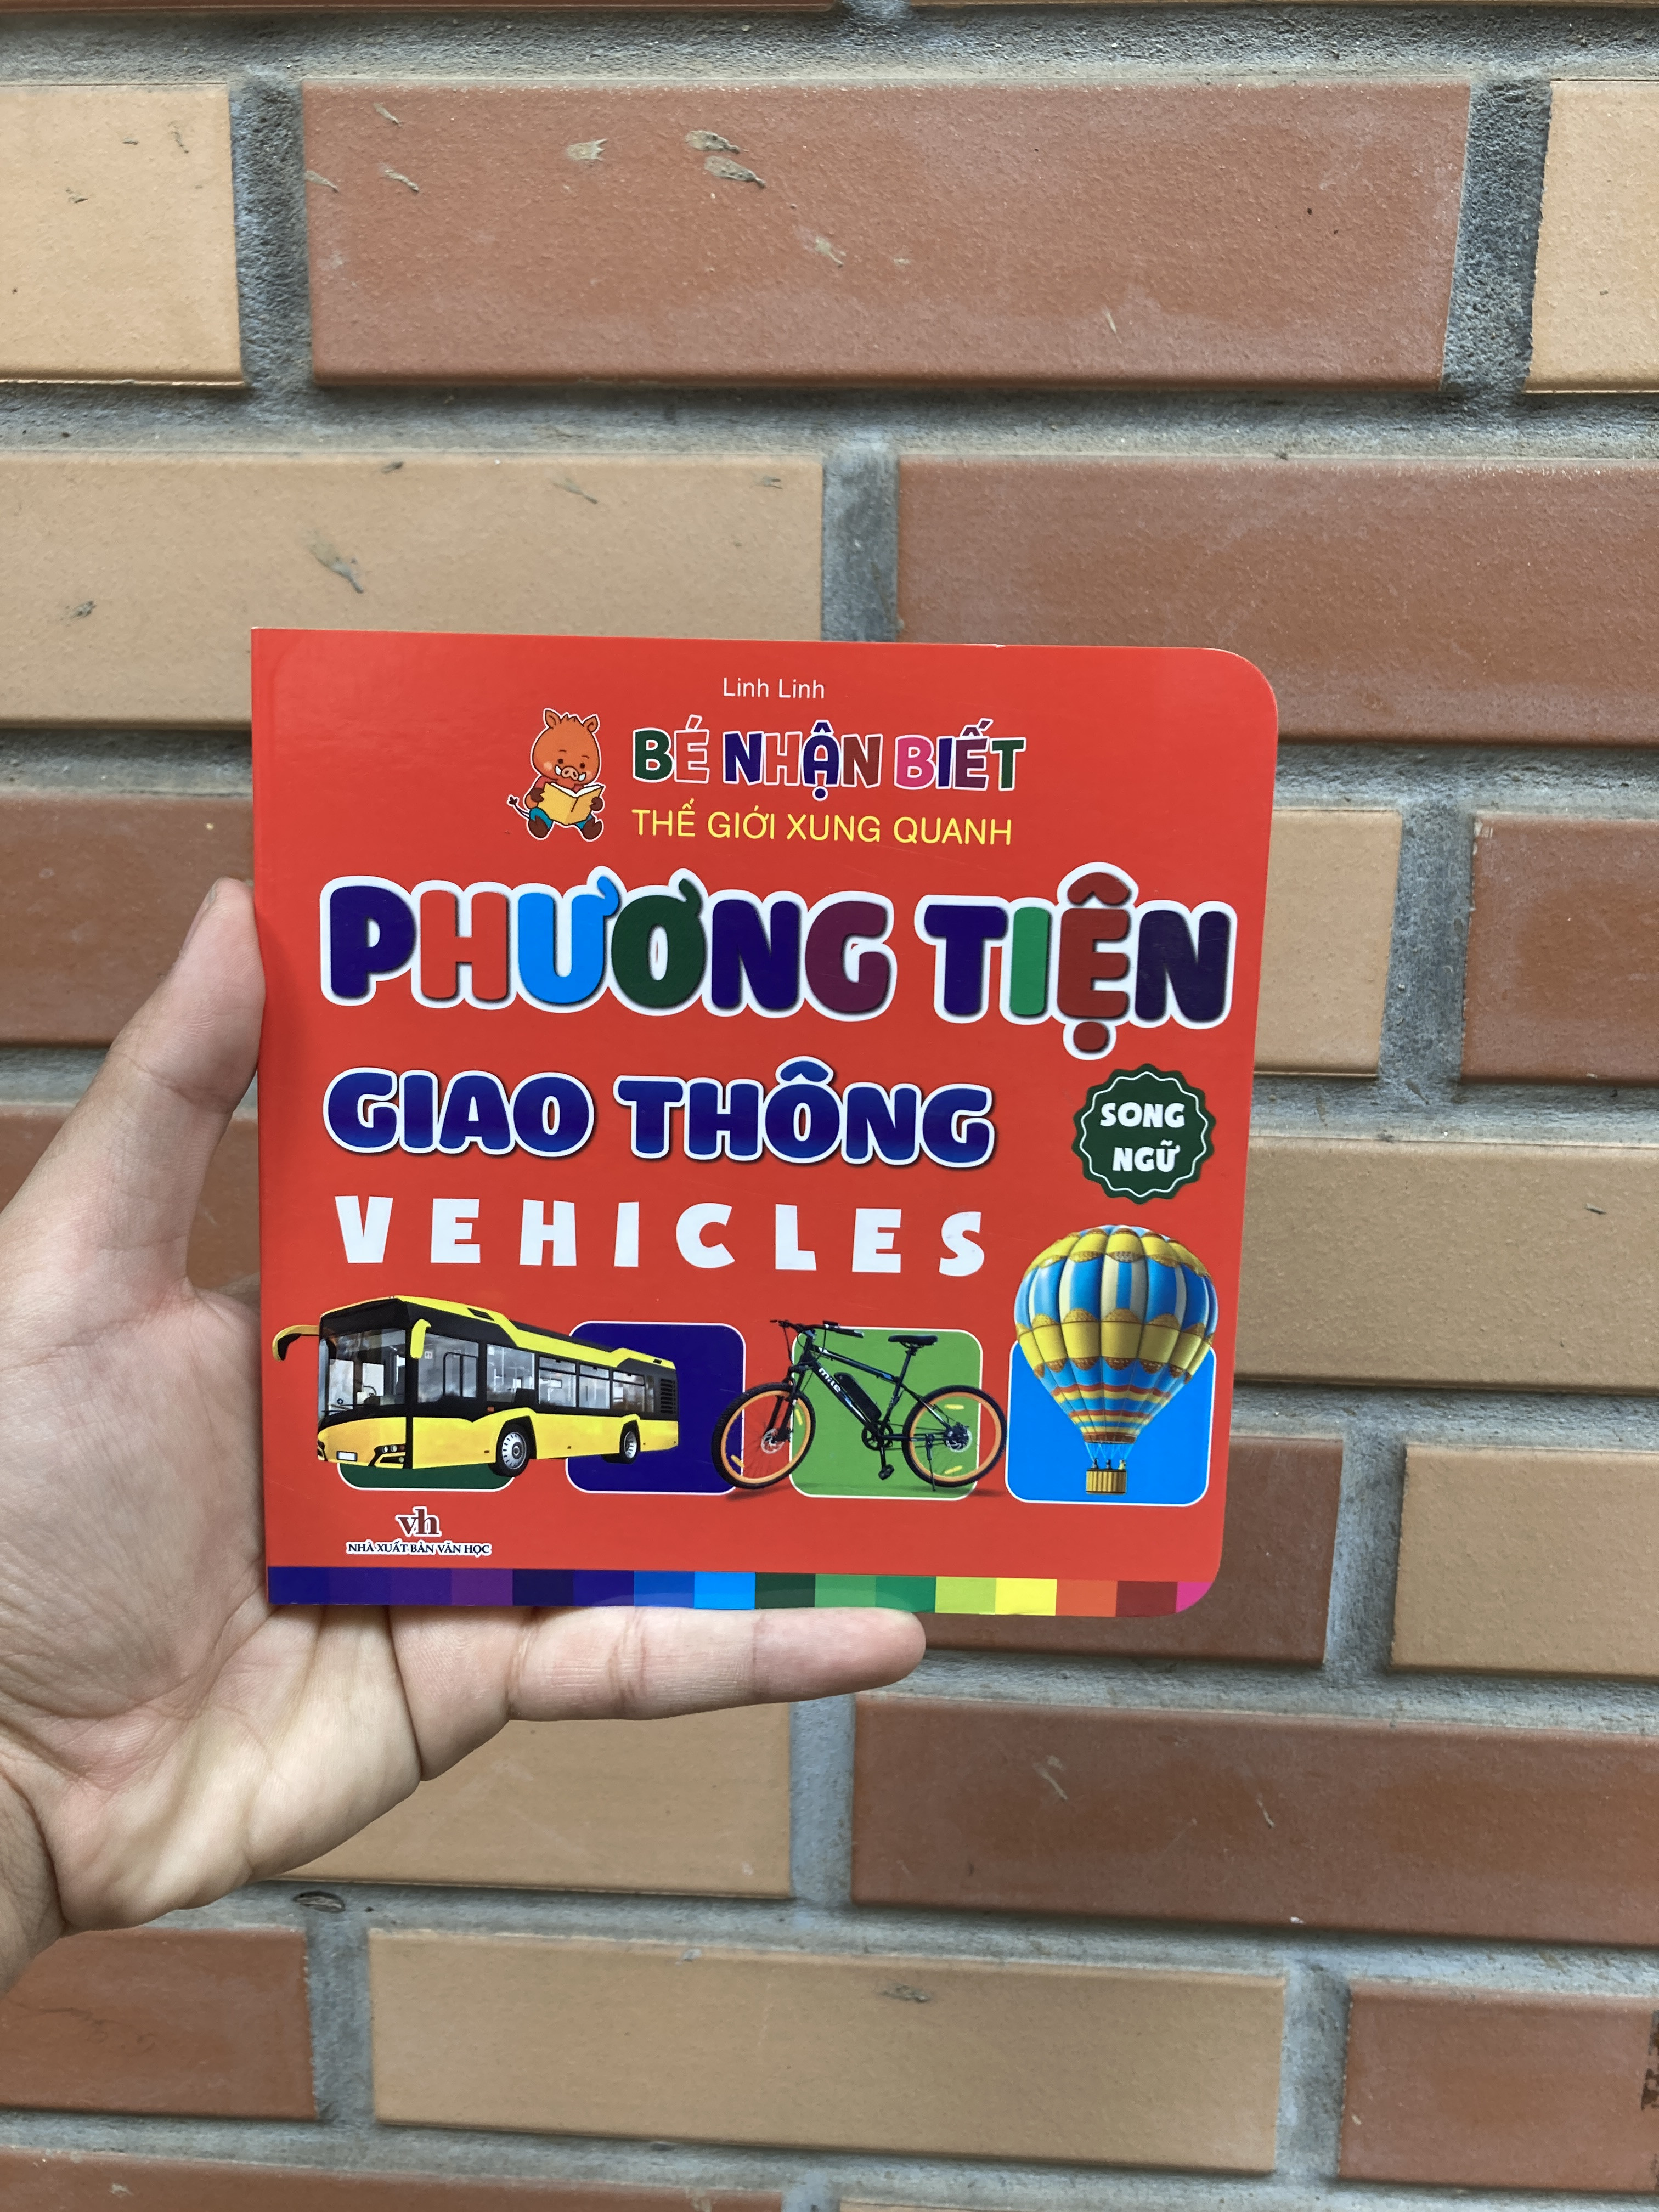 Linh Linh
BÉ NHẬN BIẾT
THẾ GIỚI XUNG QUANH
PHƯƠNG TIỆN
GIAO THÔNG
SONG
NGỮ
VEHICLES
mile
vh
NHÀ XUẤT BẢN VĂN HỌC